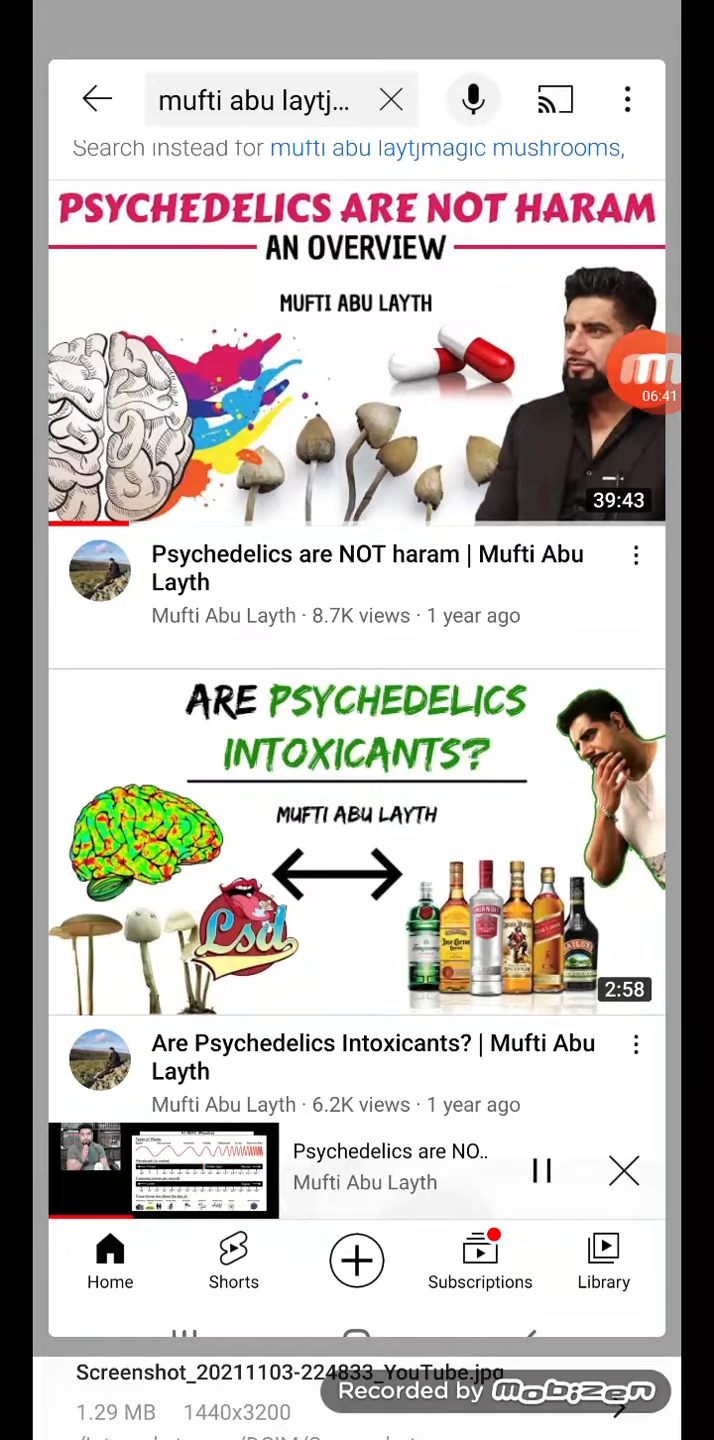 mufti abu laytj...
Search instead for mufti abu laytjmagic mushrooms,
PSYCHEDELICS ARE NOT HARAM
AN OVERVIEW
MUFTI ABU LAYTH
06:41
39:43
Psychedelics are NOT haram | Mufti Abu
Layth
Mufti Abu Layth · 8.7K views · 1 year ago
ARE PSYCHEDELICS
INTOXICANTS?
MUFTI ABU LAYTH
Lsd
SMIRNOFF
BAILEYS
2:58
Are Psychedelics Intoxicants? | Mufti Abu
Layth
Mufti Abu Layth · 6.2K views · 1 year ago
Psychedelics are NO..
Mufti Abu Layth
Home
Shorts
Subscriptions
Library
Screenshot_20211103-224833_YouTube.jpg
Recorded by mobizen
1.29 MB 1440x3200